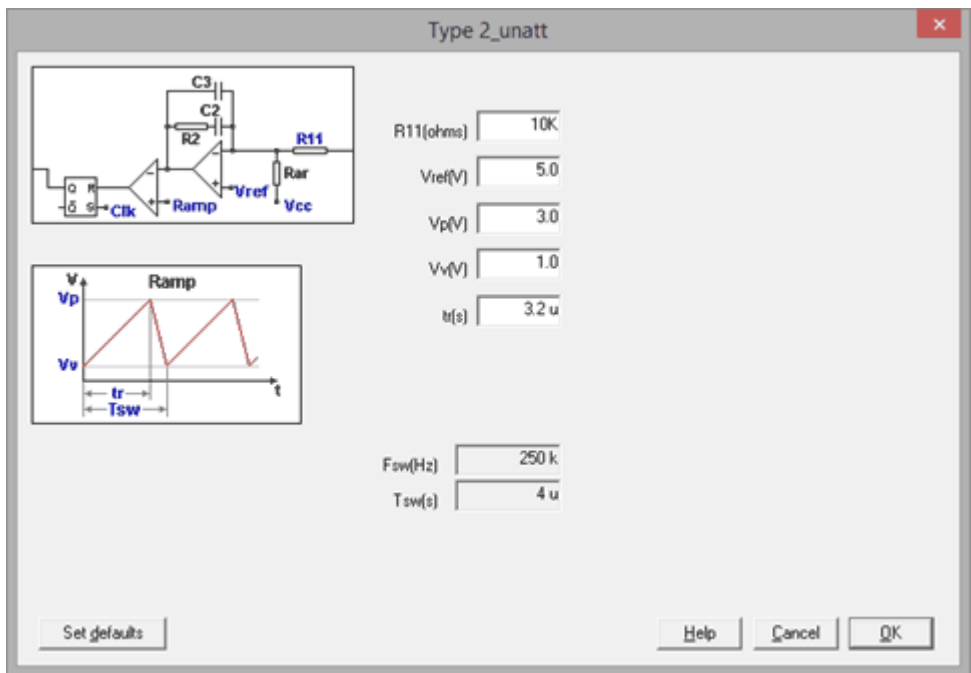 Type 2_unatt
×
C3
C2
R2
R11
Rar
Vref
Vcc
Ramp
Clk
Q R
Q̅ S
-
+
-
+
R11(ohms) 10K
Vref(V) 5.0
Vp(V) 3.0
Vv(V) 1.0
tr(s) 3.2 u
V
Ramp
Vp
Vv
t
tr
Tsw
Fsw(Hz) 250 k
Tsw(s) 4 u
Set defaults
Help
Cancel
OK